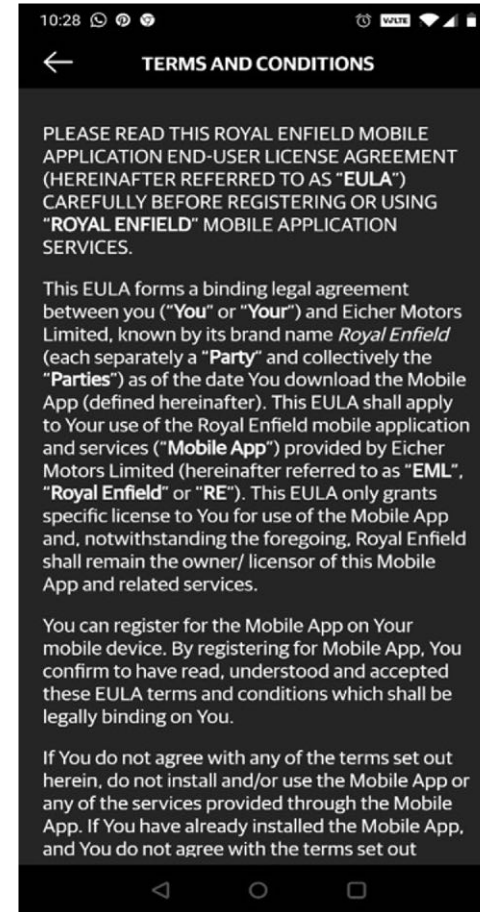 10:28
VoLTE
TERMS AND CONDITIONS
PLEASE READ THIS ROYAL ENFIELD MOBILE
APPLICATION END-USER LICENSE AGREEMENT
(HEREINAFTER REFERRED TO AS "EULA")
CAREFULLY BEFORE REGISTERING OR USING
"ROYAL ENFIELD" MOBILE APPLICATION
SERVICES.
This EULA forms a binding legal agreement
between you ("You" or "Your") and Eicher Motors
Limited, known by its brand name Royal Enfield
(each separately a "Party" and collectively the
"Parties") as of the date You download the Mobile
App (defined hereinafter). This EULA shall apply
to Your use of the Royal Enfield mobile application
and services ("Mobile App") provided by Eicher
Motors Limited (hereinafter referred to as "EML",
"Royal Enfield" or "RE"). This EULA only grants
specific license to You for use of the Mobile App
and, notwithstanding the foregoing, Royal Enfield
shall remain the owner/ licensor of this Mobile
App and related services.
You can register for the Mobile App on Your
mobile device. By registering for Mobile App, You
confirm to have read, understood and accepted
these EULA terms and conditions which shall be
legally binding on You.
If You do not agree with any of the terms set out
herein, do not install and/or use the Mobile App or
any of the services provided through the Mobile
App. If You have already installed the Mobile App,
and You do not agree with the terms set out